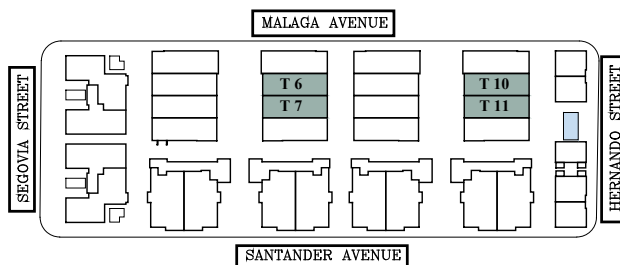 MALAGA AVENUE
SEGOVIA STREET
T 6
T 10
T 7
T 11
HERNANDO STREET
SANTANDER AVENUE